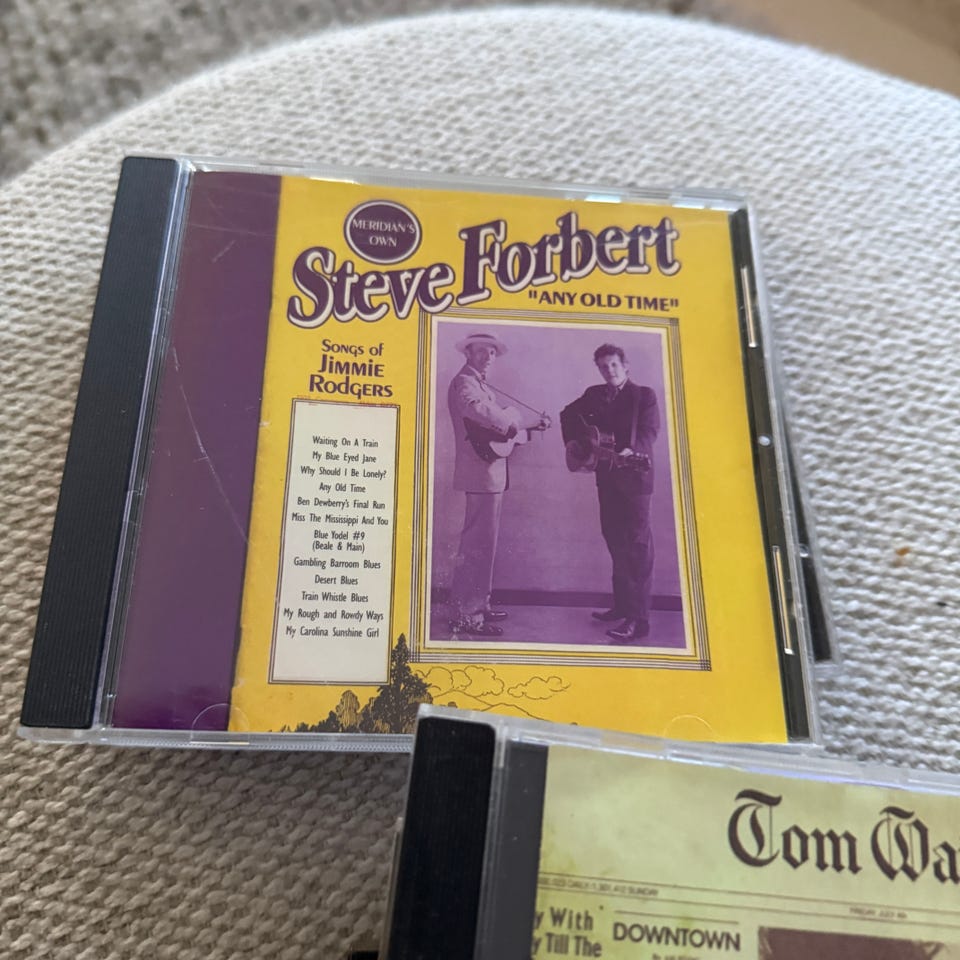 MERIDIAN'S
OWN
Steve Forbert
"ANY OLD TIME"
Songs of
Jimmie
Rodgers
Waiting On A Train
My Blue Eyed Jane
Why Should I Be Lonely?
Any Old Time
Ben Dewberry's Final Run
Miss The Mississippi And You
Blue Yodel #9
(Beale & Main)
Gambling Barroom Blues
Desert Blues
Train Whistle Blues
My Rough and Rowdy Ways
My Carolina Sunshine Girl
Tom Wa
SUNDAY
FRIDAY, JULY
y With
y Till The
DOWNTOWN